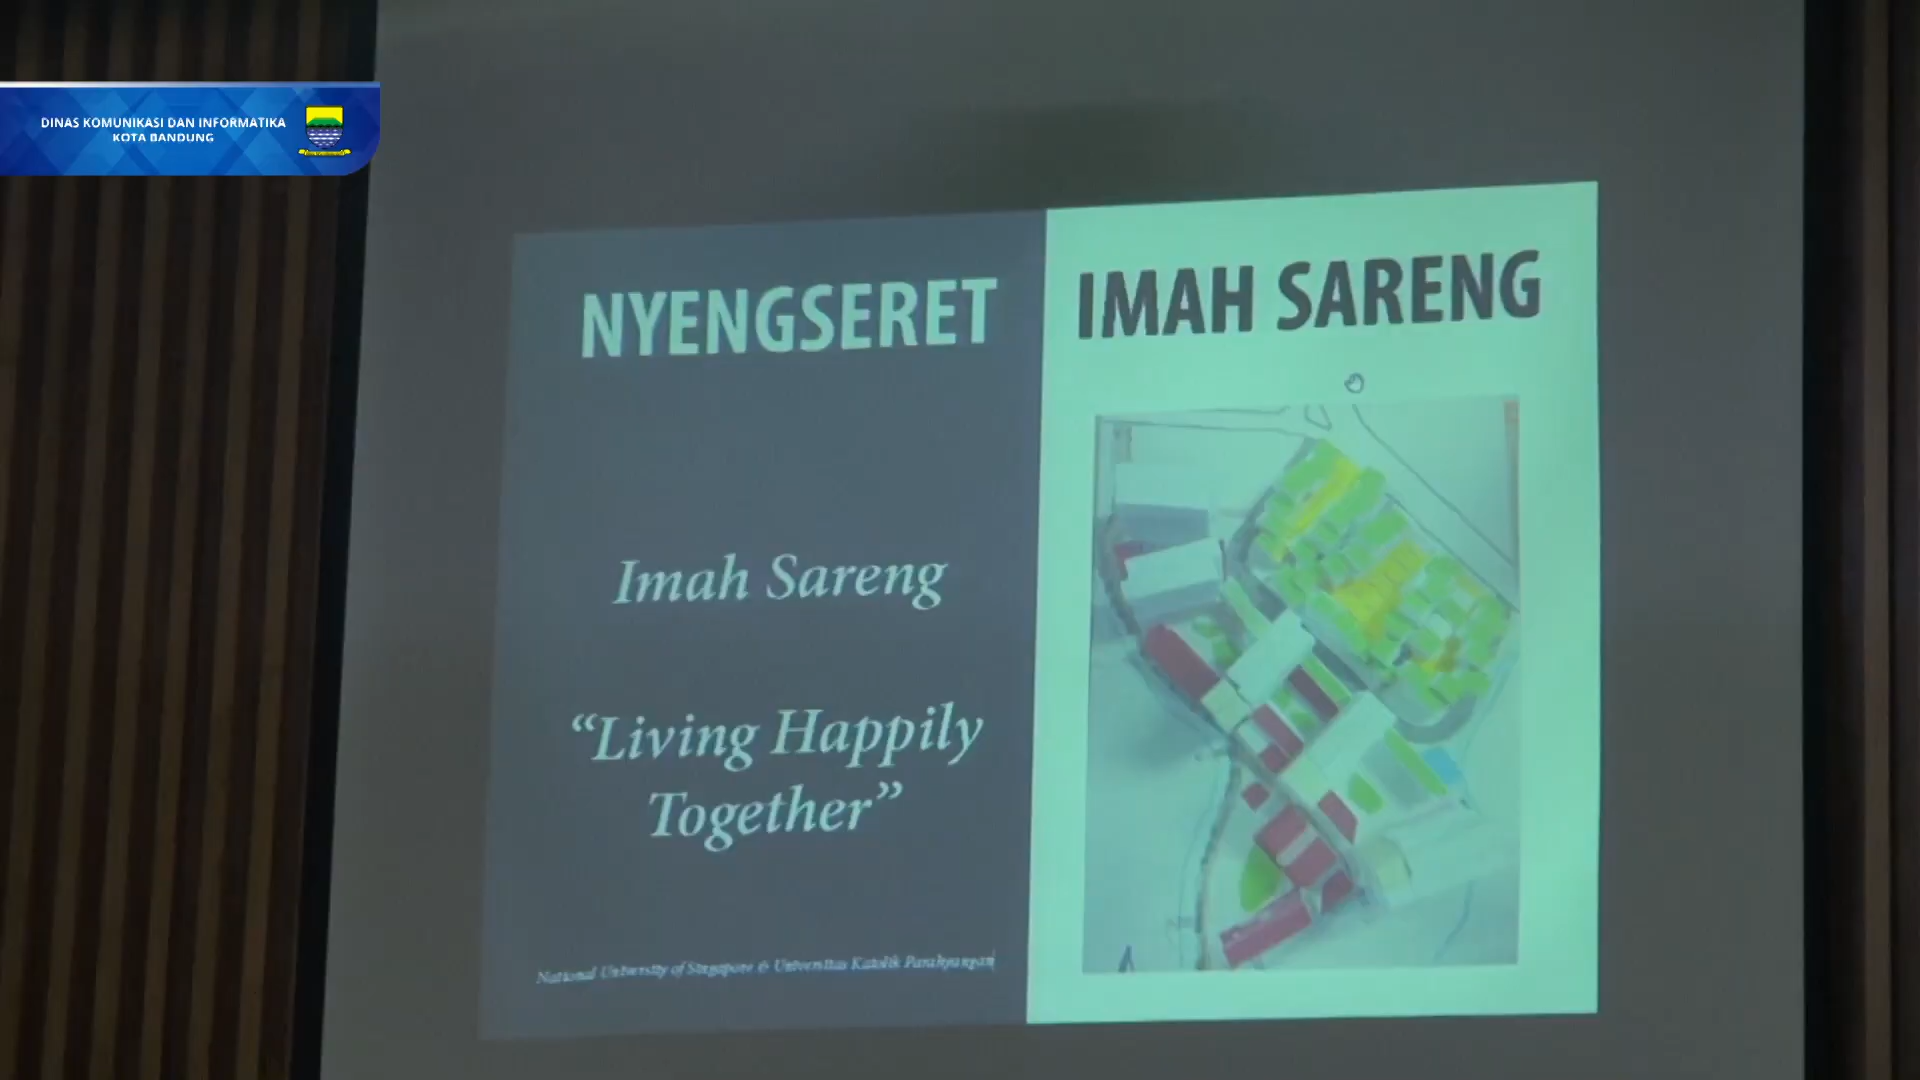 DINAS KOMUNIKASI DAN INFORMATIKA
KOTA BANDUNG
NYENGSERET
Imah Sareng
“Living Happily
Together”
National University of Singapore & Universitas Katolik Parahyangan
IMAH SARENG